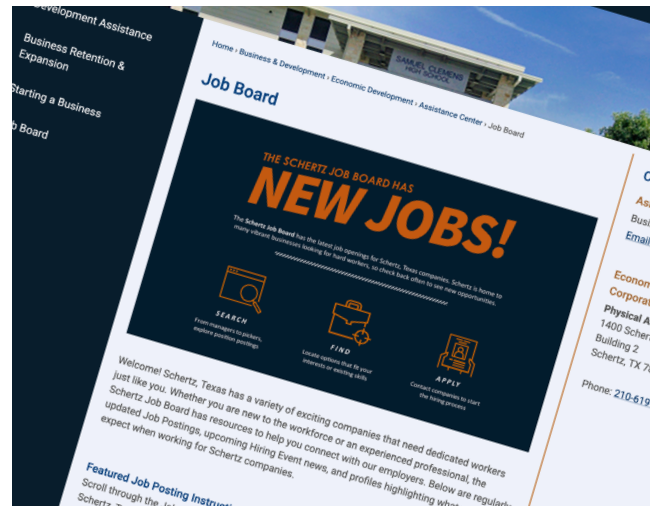 Development Assistance
Business Retention &
Expansion
Starting a Business
Job Board
SAMUEL CLEMENS
HIGH SCHOOL
Home › Business & Development › Economic Development › Assistance Center › Job Board
Job Board
THE SCHERTZ JOB BOARD HAS
NEW JOBS!
The Schertz Job Board has the latest job openings for Schertz, Texas companies. Schertz is home to
many vibrant businesses looking for hard workers, so check back often to see new opportunities.
SEARCH
From managers to pickers,
explore position postings
FIND
Locate options that fit your
interests or existing skills
APPLY
Contact companies to start
the hiring process
Welcome! Schertz, Texas has a variety of exciting companies that need dedicated workers
just like you. Whether you are new to the workforce or an experienced professional, the
Schertz Job Board has resources to help you connect with our employers. Below are regularly
updated Job Postings, upcoming Hiring Event news, and profiles highlighting what
expect when working for Schertz companies.
Featured Job Posting
Scroll through the
Schertz,
Email
Physical
1400
Building 2
Schertz, TX
Phone: 210-619